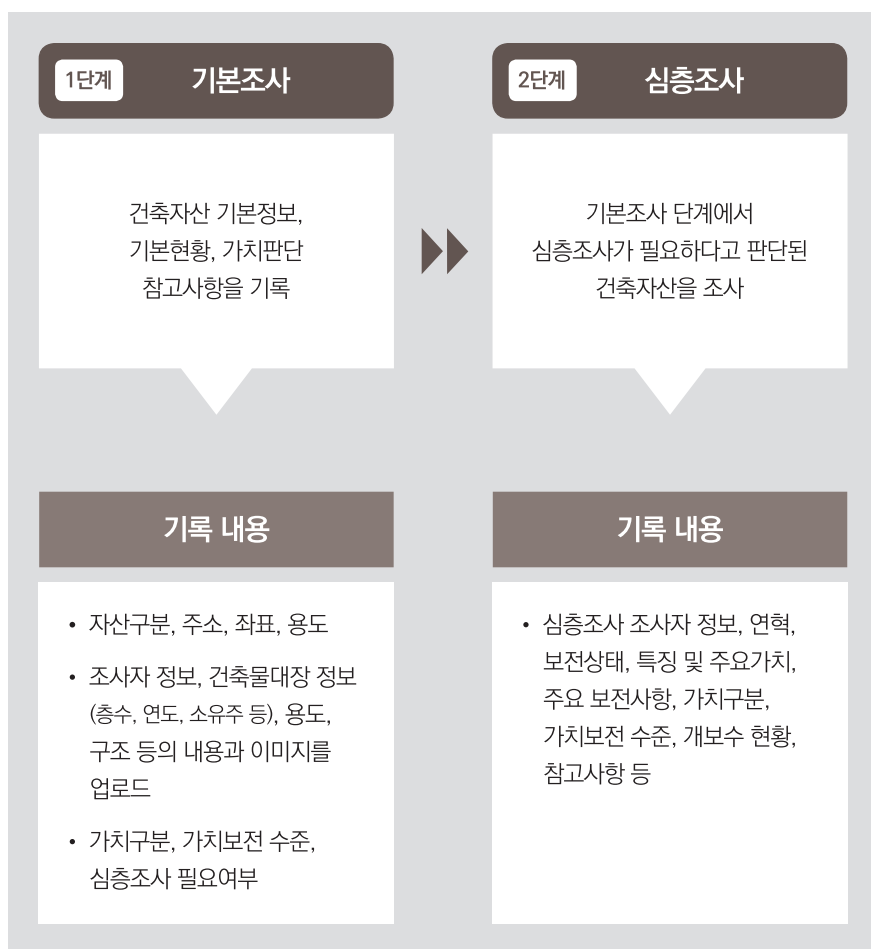 1단계 기본조사
건축자산 기본정보,
기본현황, 가치판단
참고사항을 기록
기록 내용
• 자산구분, 주소, 좌표, 용도
• 조사자 정보, 건축물대장 정보
(층수, 연도, 소유주 등), 용도,
구조 등의 내용과 이미지를
업로드
• 가치구분, 가치보전 수준,
심층조사 필요여부
2단계 심층조사
기본조사 단계에서
심층조사가 필요하다고 판단된
건축자산을 조사
기록 내용
• 심층조사 조사자 정보, 연혁,
보전상태, 특징 및 주요가치,
주요 보전사항, 가치구분,
가치보전 수준, 개보수 현황,
참고사항 등